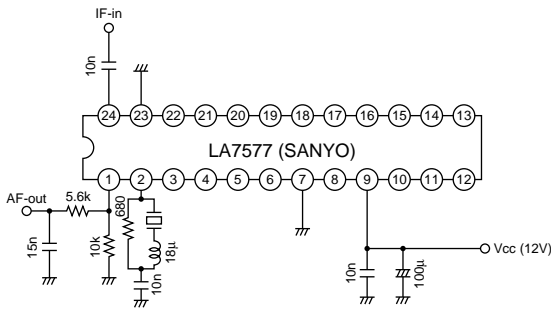 IF-in
10n
24 23 22 21 20 19 18 17 16 15 14 13
LA7577 (SANYO)
1 2 3 4 5 6 7 8 9 10 11 12
AF-out
5.6k
680
15n
10k
18μ
10n
10n
100μ
Vcc (12V)